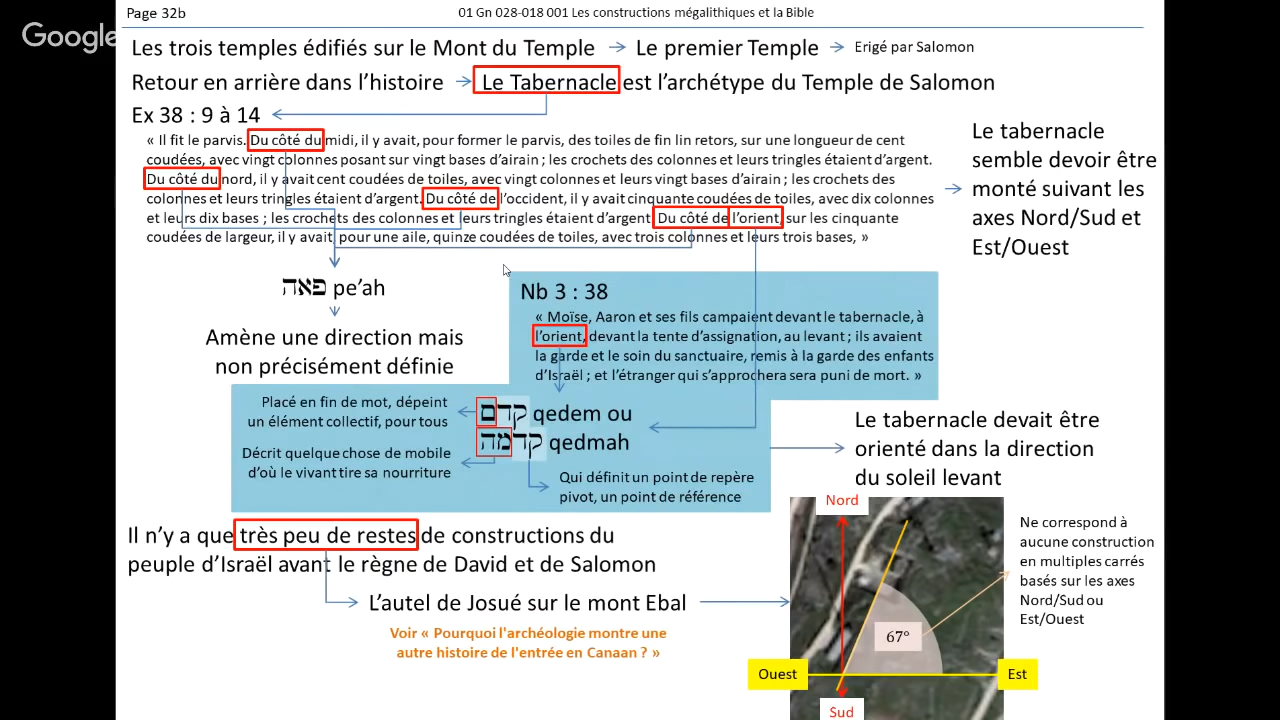 Page 32b
01 Gn 028-018 001 Les constructions mégalithiques et la Bible
Google
Les trois temples édifiés sur le Mont du Temple → Le premier Temple → Erigé par Salomon
Retour en arrière dans l’histoire → Le Tabernacle est l’archétype du Temple de Salomon
Ex 38 : 9 à 14
« Il fit le parvis. Du côté du midi, il y avait, pour former le parvis, des toiles de fin lin retors, sur une longueur de cent
coudées, avec vingt colonnes posant sur vingt bases d’airain ; les crochets des colonnes et leurs tringles étaient d’argent.
Du côté du nord, il y avait cent coudées de toiles, avec vingt colonnes et leurs vingt bases d’airain ; les crochets des
colonnes et leurs tringles étaient d’argent. Du côté de l’occident, il y avait cinquante coudées de toiles, avec dix colonnes
et leurs dix bases ; les crochets des colonnes et leurs tringles étaient d’argent. Du côté de l’orient, sur les cinquante
coudées de largeur, il y avait, pour une aile, quinze coudées de toiles, avec trois colonnes et leurs trois bases, »
Le tabernacle
semble devoir être
monté suivant les
axes Nord/Sud et
Est/Ouest
פאה pe’ah
Amène une direction mais
non précisément définie
Nb 3 : 38
« Moïse, Aaron et ses fils campaient devant le tabernacle, à
l’orient, devant la tente d’assignation, au levant ; ils avaient
la garde et le soin du sanctuaire, remis à la garde des enfants
d’Israël ; et l’étranger qui s’approchera sera puni de mort. »
Placé en fin de mot, dépeint
un élément collectif, pour tous
Décrit quelque chose de mobile
d’où le vivant tire sa nourriture
קדם qedem ou
קדמה qedmah
Qui définit un point de repère
pivot, un point de référence
Le tabernacle devait être
orienté dans la direction
du soleil levant
Il n’y a que très peu de restes de constructions du
peuple d’Israël avant le règne de David et de Salomon
L’autel de Josué sur le mont Ebal
Voir « Pourquoi l'archéologie montre une
autre histoire de l'entrée en Canaan ? »
Nord
67°
Ouest
Est
Sud
Ne correspond à
aucune construction
en multiples carrés
basés sur les axes
Nord/Sud ou
Est/Ouest